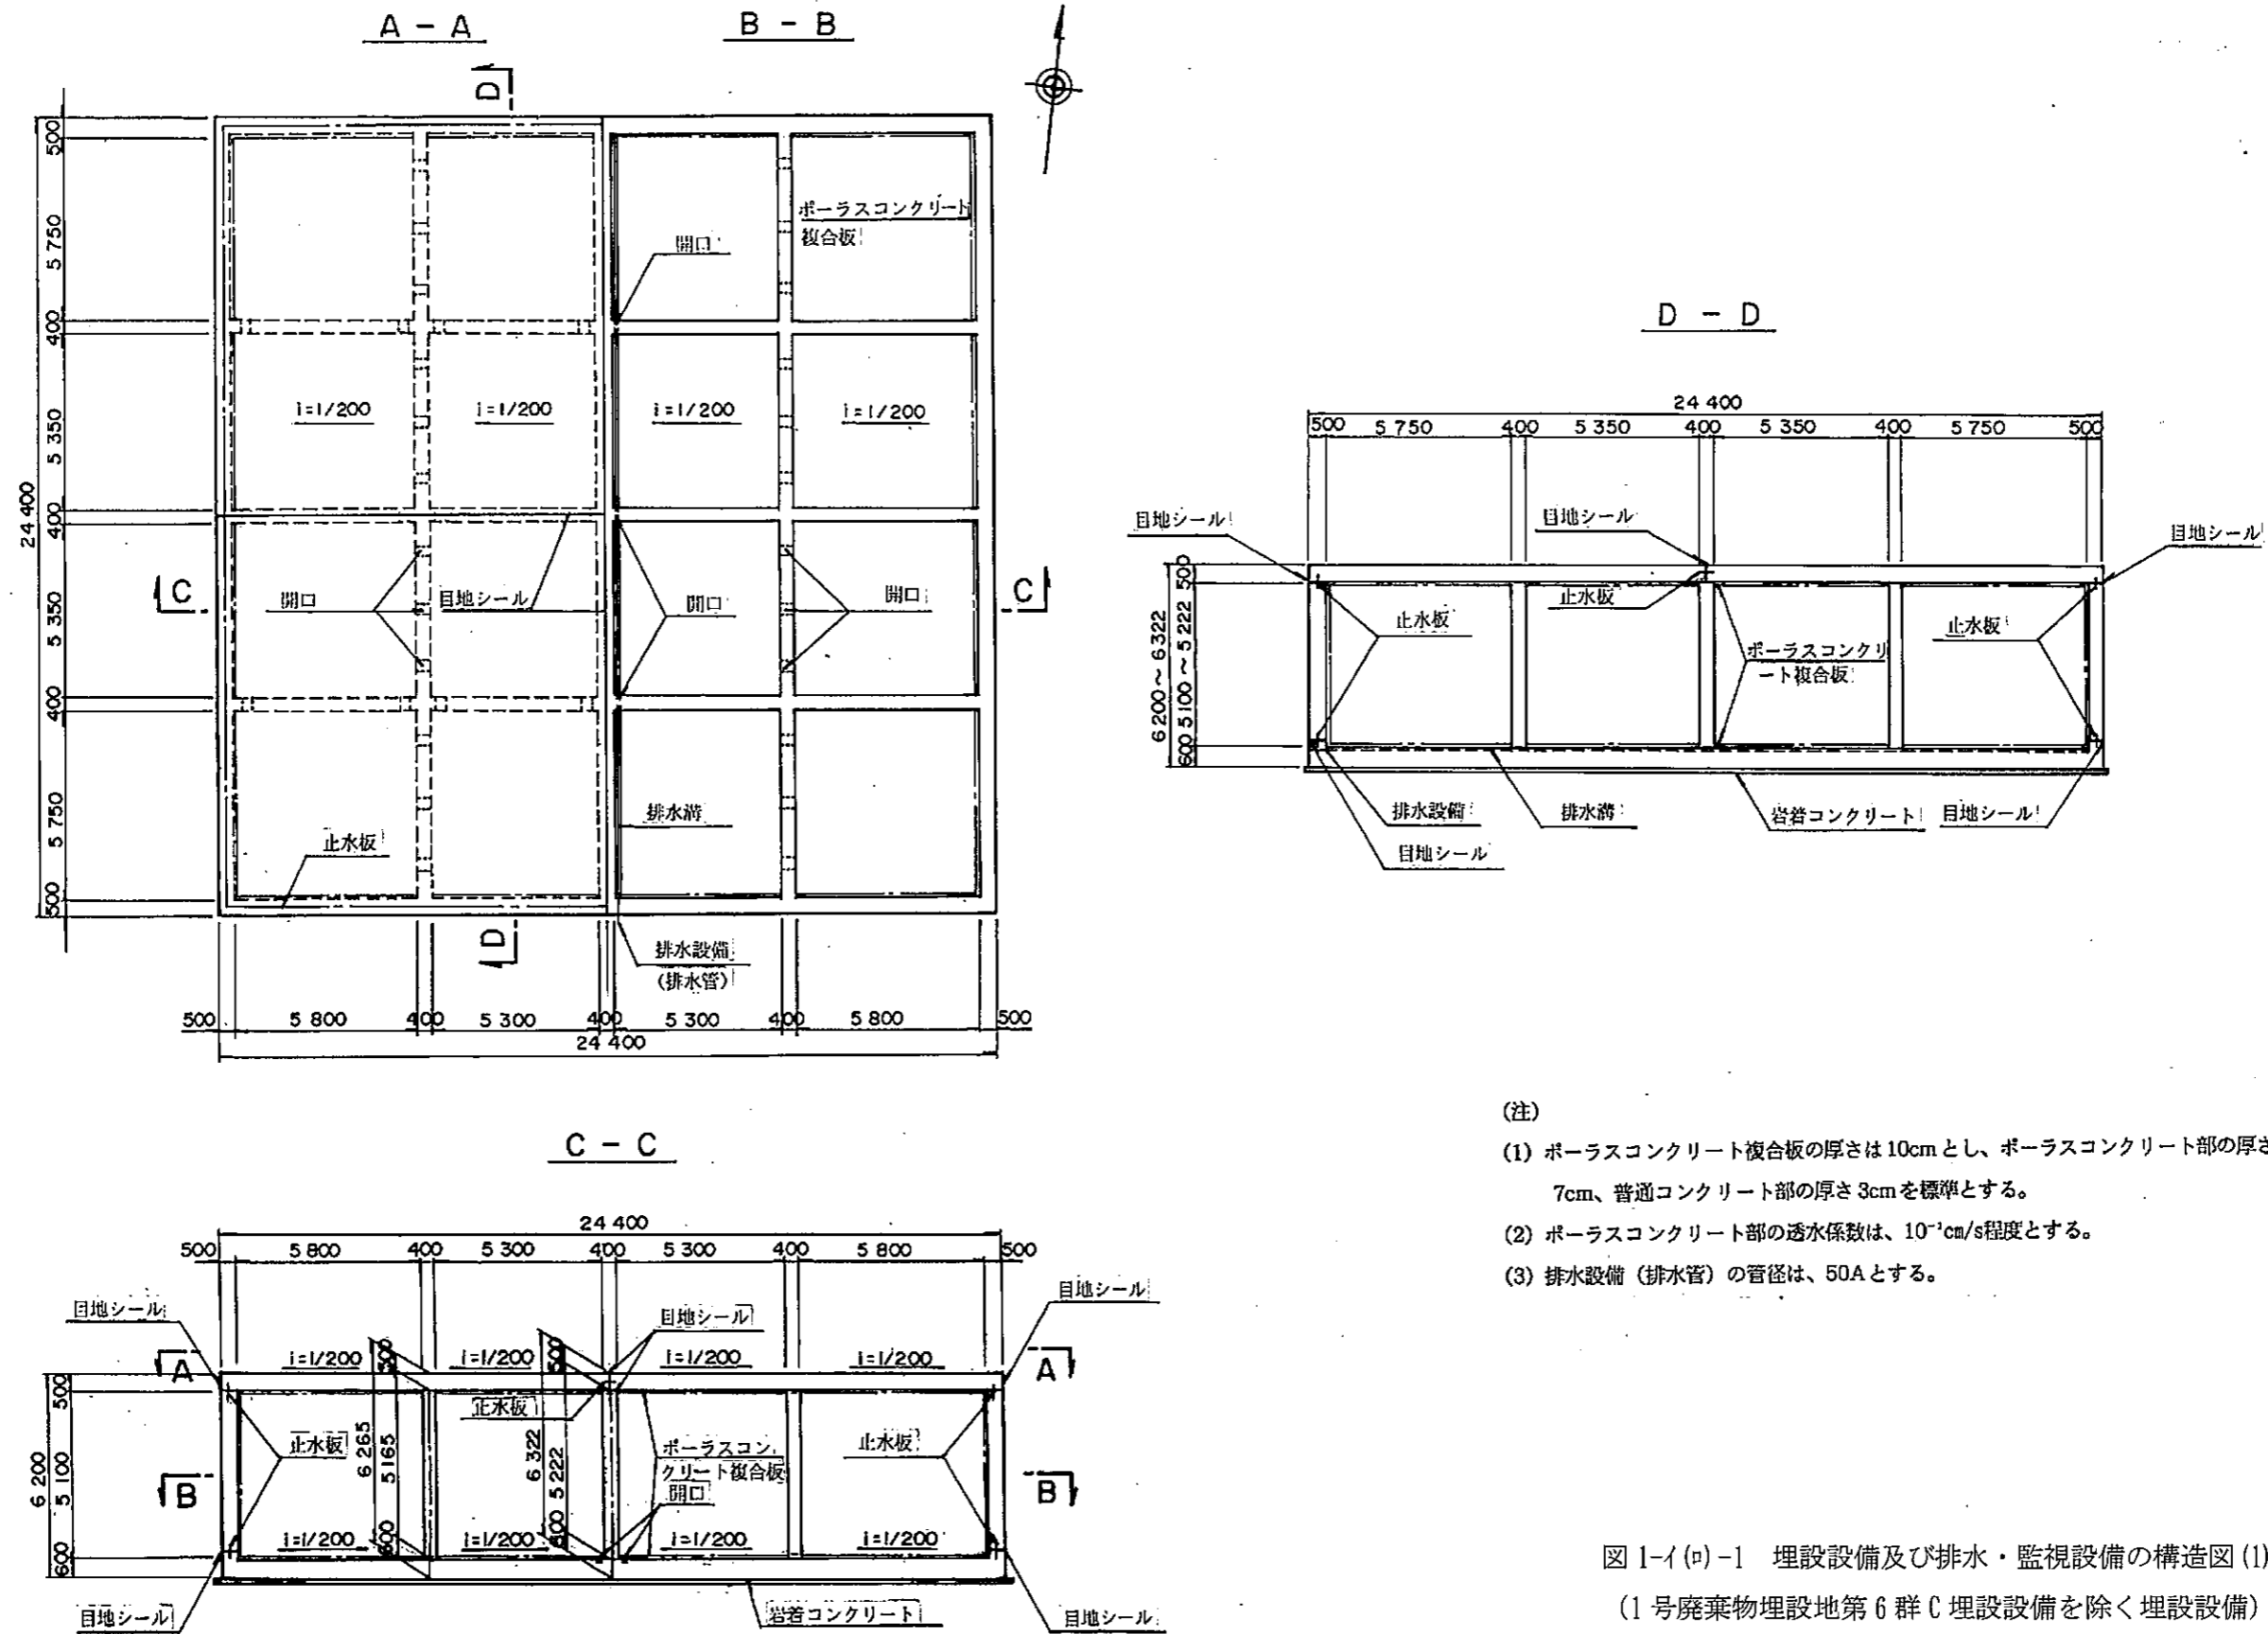 A - A
B - B
D
500
5 750
400
5 350
400
5 350
400
5 750
500
24 400
ポーラスコンクリート
複合板
開口
i=1/200
i=1/200
i=1/200
i=1/200
C
C
開口
目地シール
開口
開口
排水溝
止水板
D
排水設備
(排水管)
500
5 800
400
5 300
400
5 300
400
5 800
500
24 400
D - D
24 400
500
5 750
400
5 350
400
5 350
400
5 750
500
目地シール
目地シール
目地シール
止水板
止水板
止水板
ポーラスコンクリ
ート複合板
500
5 100～5 222
600
6 200～6 322
排水設備
排水溝
岩着コンクリート
目地シール
目地シール
C - C
24 400
500
5 800
400
5 300
400
5 300
400
5 800
500
目地シール
目地シール
目地シール
A
i=1/200
i=1/200
i=1/200
i=1/200
A
500
5 100
600
6 200
500
5 165
600
6 265
500
5 222
600
6 322
止水板
止水板
ポーラスコン
クリート複合板
開口
止水板
B
B
i=1/200
i=1/200
i=1/200
i=1/200
目地シール
岩着コンクリート
目地シール
(注)
(1) ポーラスコンクリート複合板の厚さは10cmとし、ポーラスコンクリート部の厚さ
7cm、普通コンクリート部の厚さ3cmを標準とする。
(2) ポーラスコンクリート部の透水係数は、 cm/s程度とする。
(3) 排水設備（排水管）の管径は、50Aとする。
図 1-イ(ロ)-1 埋設設備及び排水・監視設備の構造図(1)
(1号廃棄物埋設地第6群C埋設設備を除く埋設設備)